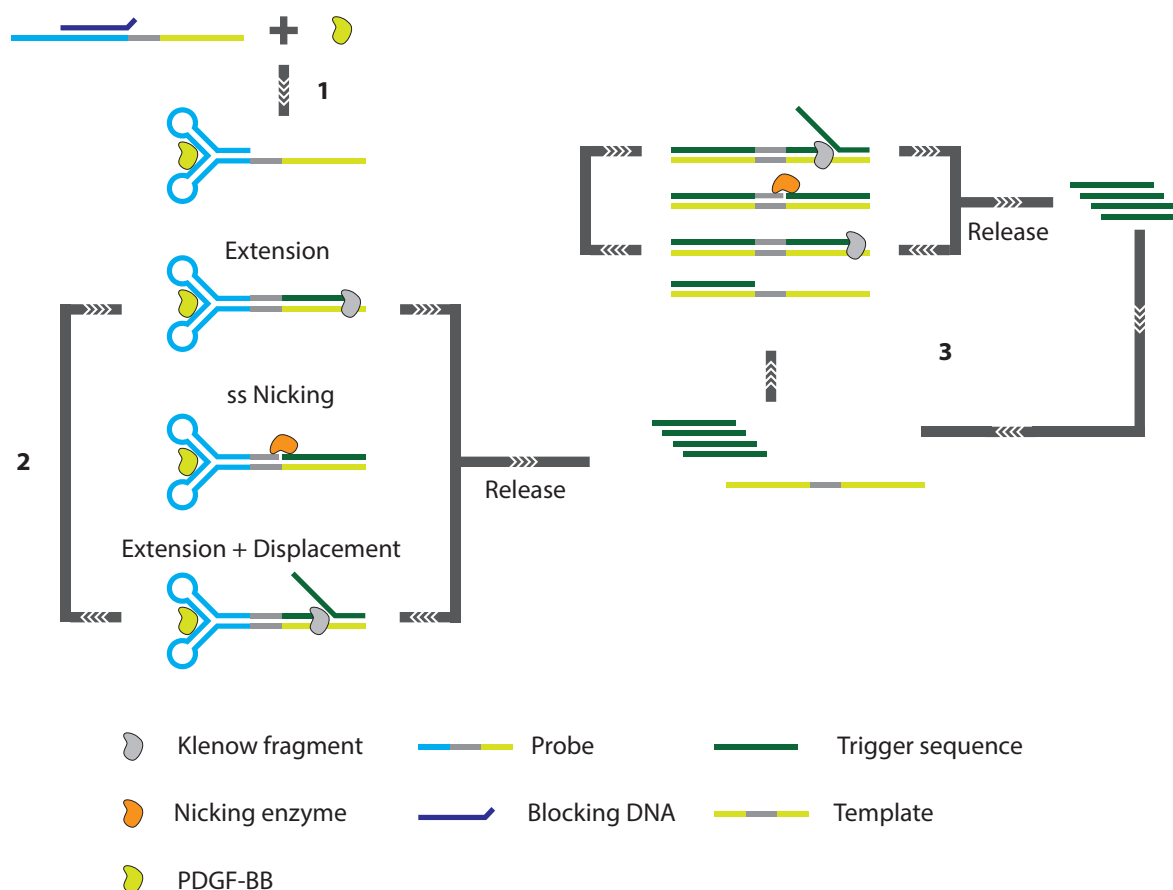 1
Extension
ss Nicking
2
Release
Extension + Displacement
Release
3
Klenow fragment
Probe
Trigger sequence
Nicking enzyme
Blocking DNA
Template
PDGF-BB